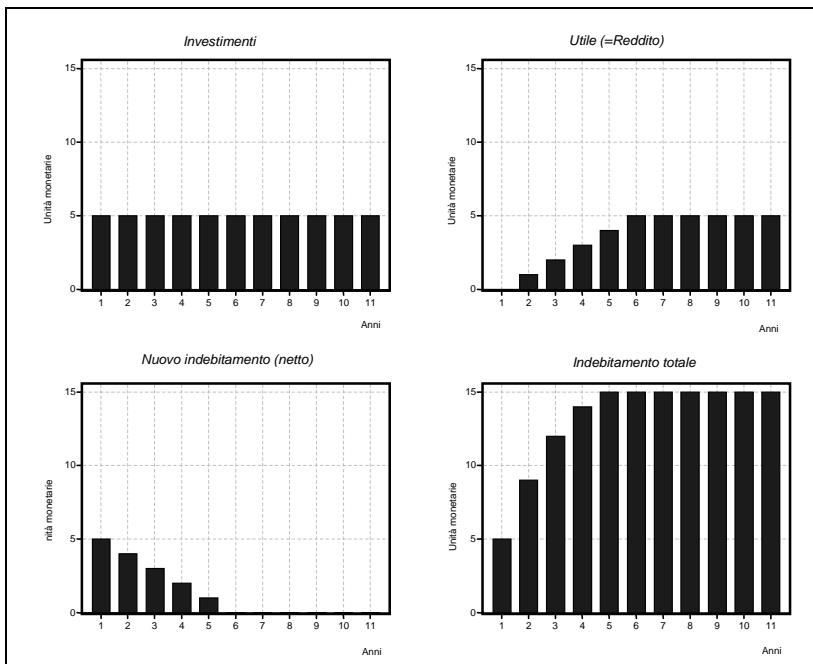 Investimenti
15
10
5
0
Unità monetarie
1 2 3 4 5 6 7 8 9 10 11
Anni
Utile (=Reddito)
15
10
5
0
Unità monetarie
1 2 3 4 5 6 7 8 9 10 11
Anni
Nuovo indebitamento (netto)
15
10
5
0
nità monetarie
1 2 3 4 5 6 7 8 9 10 11
Anni
Indebitamento totale
15
10
5
0
Unità monetarie
1 2 3 4 5 6 7 8 9 10 11
Anni